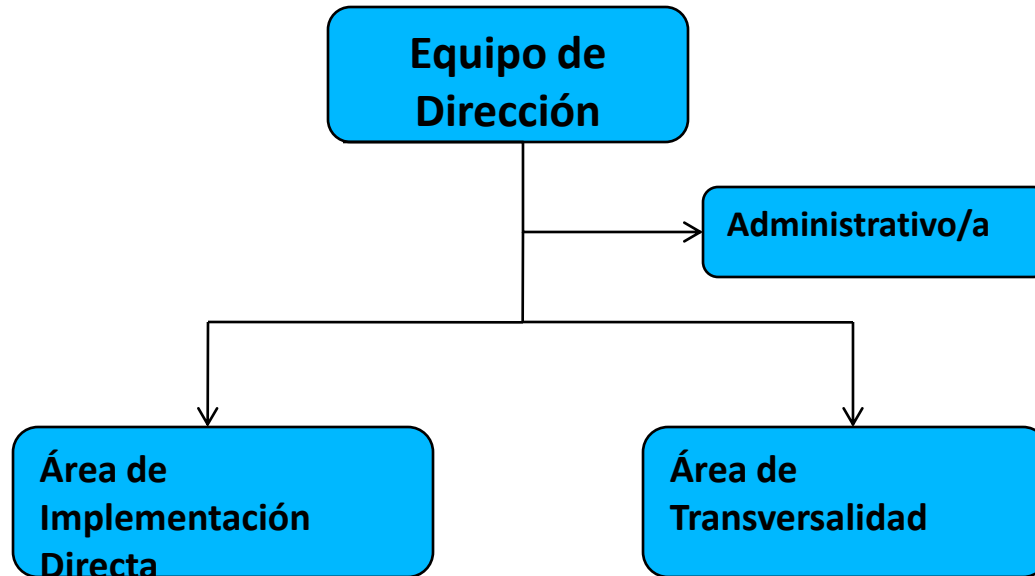 Equipo de
Dirección
Administrativo/a
Área de
Implementación
Directa
Área de
Transversalidad